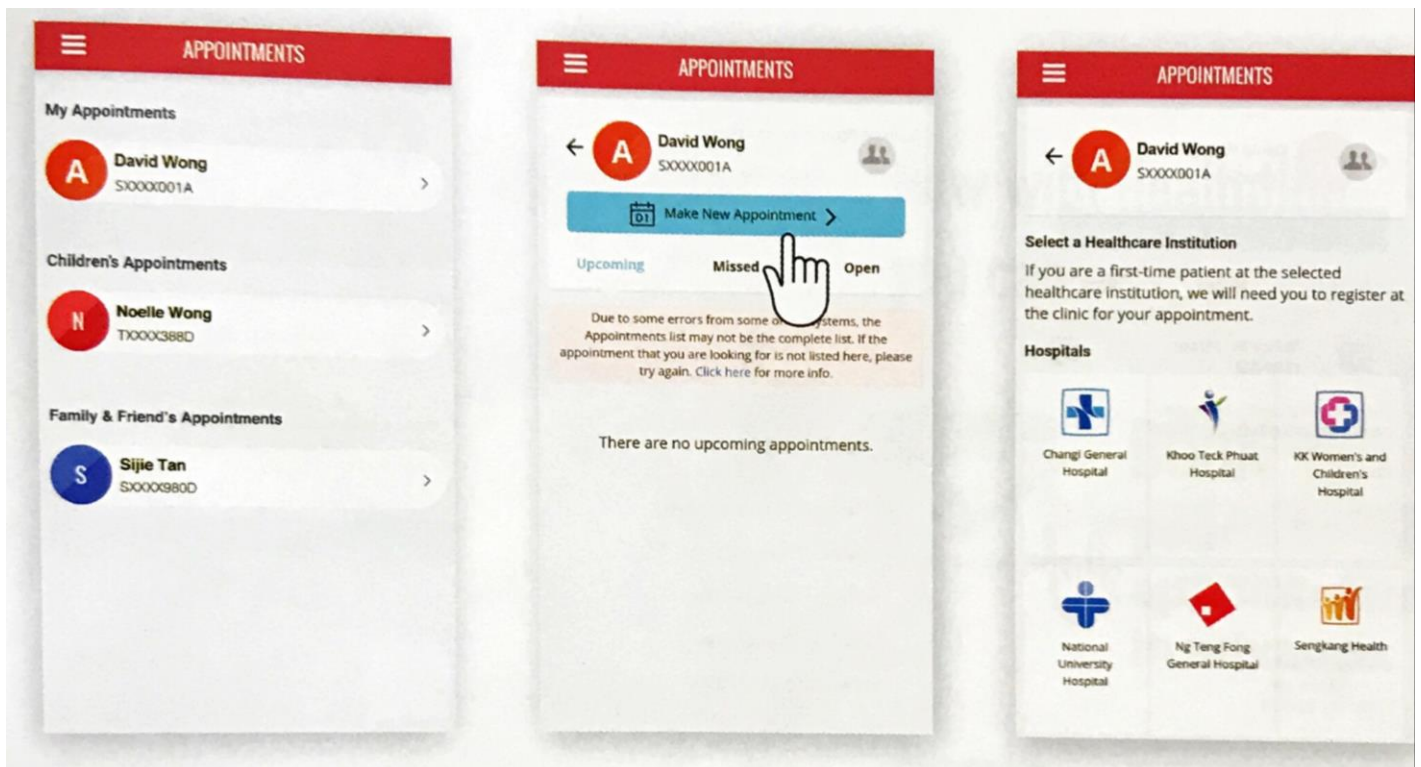 APPOINTMENTS
My Appointments
A
David Wong
SXXXX001A
Children's Appointments
N
Noelle Wong
TXXXX388D
Family & Friend's Appointments
S
Sijie Tan
SXXXX980D
APPOINTMENTS
A
David Wong
SXXXX001A
01
Make New Appointment
Upcoming Missed Open
Due to some errors from some ystems, the
Appointments list may not be the complete list. If the
appointment that you are looking for is not listed here, please
try again. Click here for more info.
There are no upcoming appointments.
APPOINTMENTS
A
David Wong
SXXXX001A
Select a Healthcare Institution
If you are a first-time patient at the selected
healthcare institution, we will need you to register at
the clinic for your appointment.
Hospitals
Changi General
Hospital
Khoo Teck Phuat
Hospital
KK Women's and
Children's
Hospital
National
University
Hospital
Ng Teng Fong
General Hospital
Sengkang Health